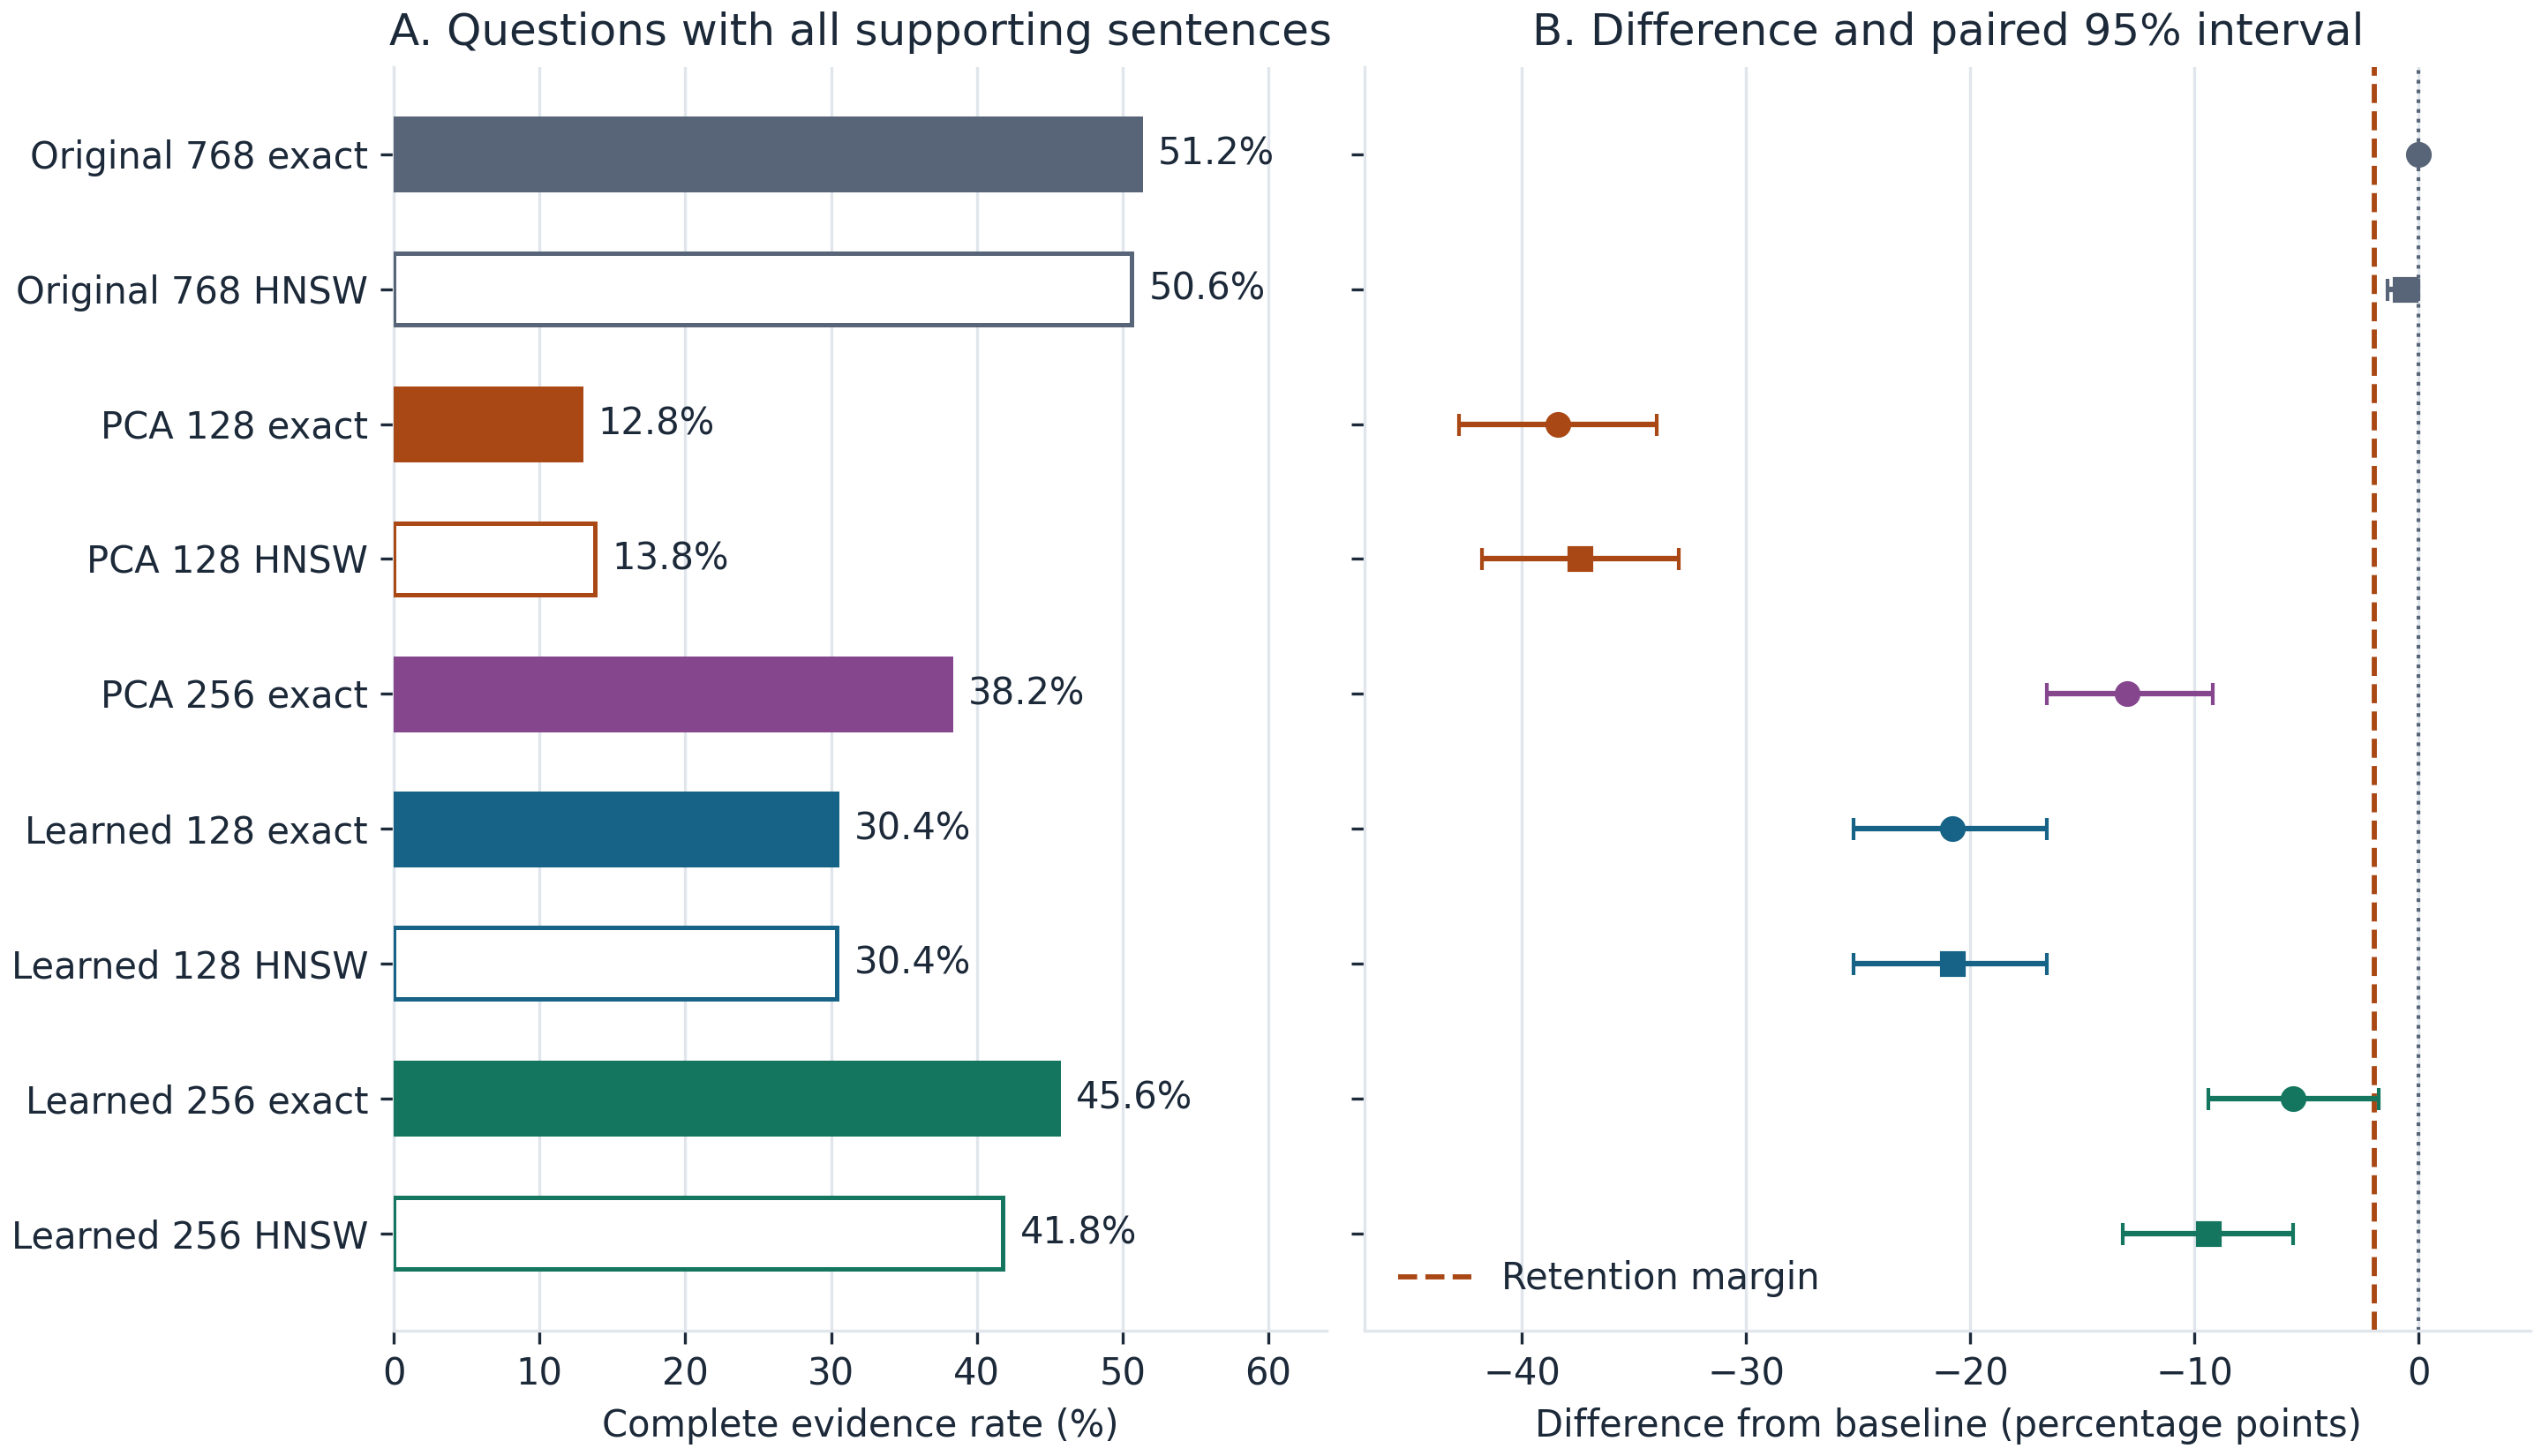 A. Questions with all supporting sentences
Original 768 exact
51.2%
Original 768 HNSW
50.6%
PCA 128 exact
12.8%
PCA 128 HNSW
13.8%
PCA 256 exact
38.2%
Learned 128 exact
30.4%
Learned 128 HNSW
30.4%
Learned 256 exact
45.6%
Learned 256 HNSW
41.8%
0 10 20 30 40 50 60
Complete evidence rate (%)
B. Difference and paired 95% interval
Retention margin
−40 −30 −20 −10 0
Difference from baseline (percentage points)